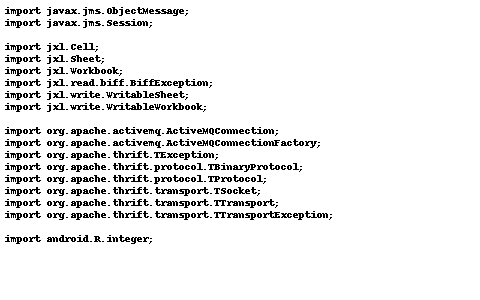 import javax.jms.ObjectMessage;
import javax.jms.Session;
import jxl.Cell;
import jxl.Sheet;
import jxl.Workbook;
import jxl.read.biff.BiffException;
import jxl.write.WritableSheet;
import jxl.write.WritableWorkbook;
import org.apache.activemq.ActiveMQConnection;
import org.apache.activemq.ActiveMQConnectionFactory;
import org.apache.thrift.TException;
import org.apache.thrift.protocol.TBinaryProtocol;
import org.apache.thrift.protocol.TProtocol;
import org.apache.thrift.transport.TSocket;
import org.apache.thrift.transport.TTransport;
import org.apache.thrift.transport.TTransportException;
import android.R.integer;